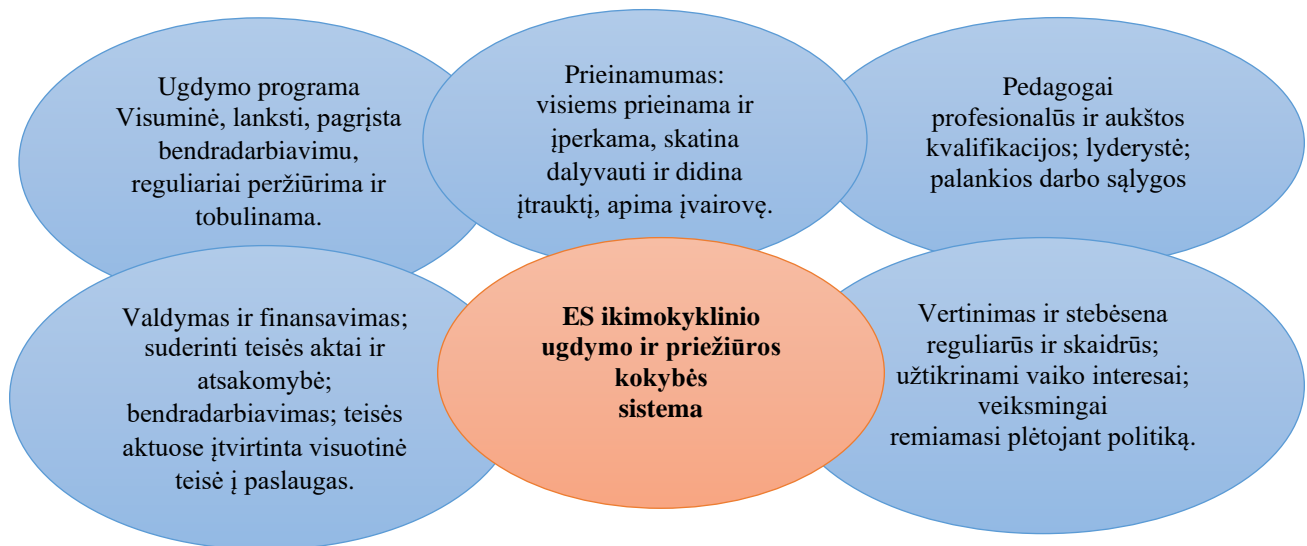 Ugdymo programa
Visuminė, lanksti, pagrįsta
bendradarbiavimu,
reguliariai peržiūrima ir
tobulinama.
Prieinamumas:
visiems prieinama ir
įperkama, skatina
dalyvauti ir didina
įtrauktį, apima įvairovę.
Pedagogai
profesionalūs ir aukštos
kvalifikacijos; lyderystė;
palankios darbo sąlygos
Valdymas ir finansavimas;
suderinti teisės aktai ir
atsakomybė;
bendradarbiavimas; teisės
aktuose įtvirtinta visuotinė
teisė į paslaugas.
ES ikimokyklinio
ugdymo ir priežiūros
kokybės
sistema
Vertinimas ir stebėsena
reguliarūs ir skaidrūs;
užtikrinami vaiko interesai;
veiksmingai
remiamasi plėtojant politiką.